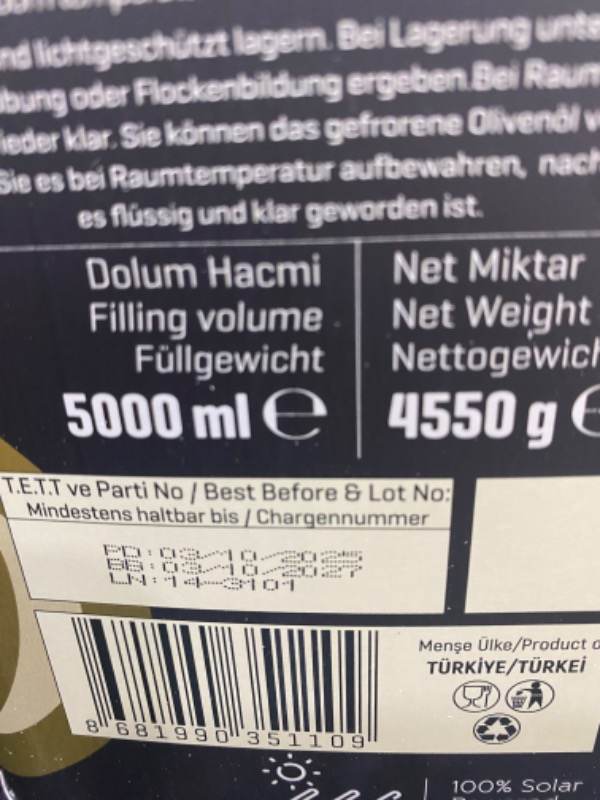 nd lichtgeschützt lagern. Bei Lagerung unte
bung oder Flockenbildung ergeben.Bei Raum
ieder klar. Sie können das gefrorene Olivenöl v
Sie es bei Raumtemperatur aufbewahren, nach
es flüssig und klar geworden ist.
Dolum Hacmi
Filling volume
Füllgewicht
5000 ml e
Net Miktar
Net Weight
Nettogewich
4550 g e
T.E.T.T ve Parti No / Best Before & Lot No:
Mindestens haltbar bis / Chargennummer
PD:03/10/2025
BB:03/10/2027
LN:14-3101
8 681990 351109
Menşe Ülke/Product o
TÜRKİYE/TÜRKEİ
100% Solar